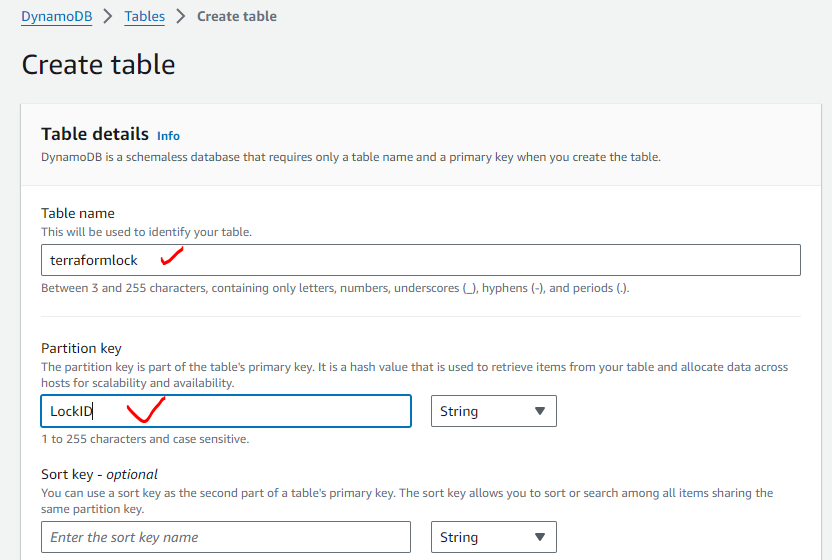 DynamoDB > Tables > Create table
Create table
Table details Info
DynamoDB is a schemaless database that requires only a table name and a primary key when you create the table.
Table name
This will be used to identify your table.
terraformlock
Between 3 and 255 characters, containing only letters, numbers, underscores (_), hyphens (-), and periods (.).
Partition key
The partition key is part of the table's primary key. It is a hash value that is used to retrieve items from your table and allocate data across
hosts for scalability and availability.
LockID String
1 to 255 characters and case sensitive.
Sort key - optional
You can use a sort key as the second part of a table's primary key. The sort key allows you to sort or search among all items sharing the
same partition key.
Enter the sort key name String